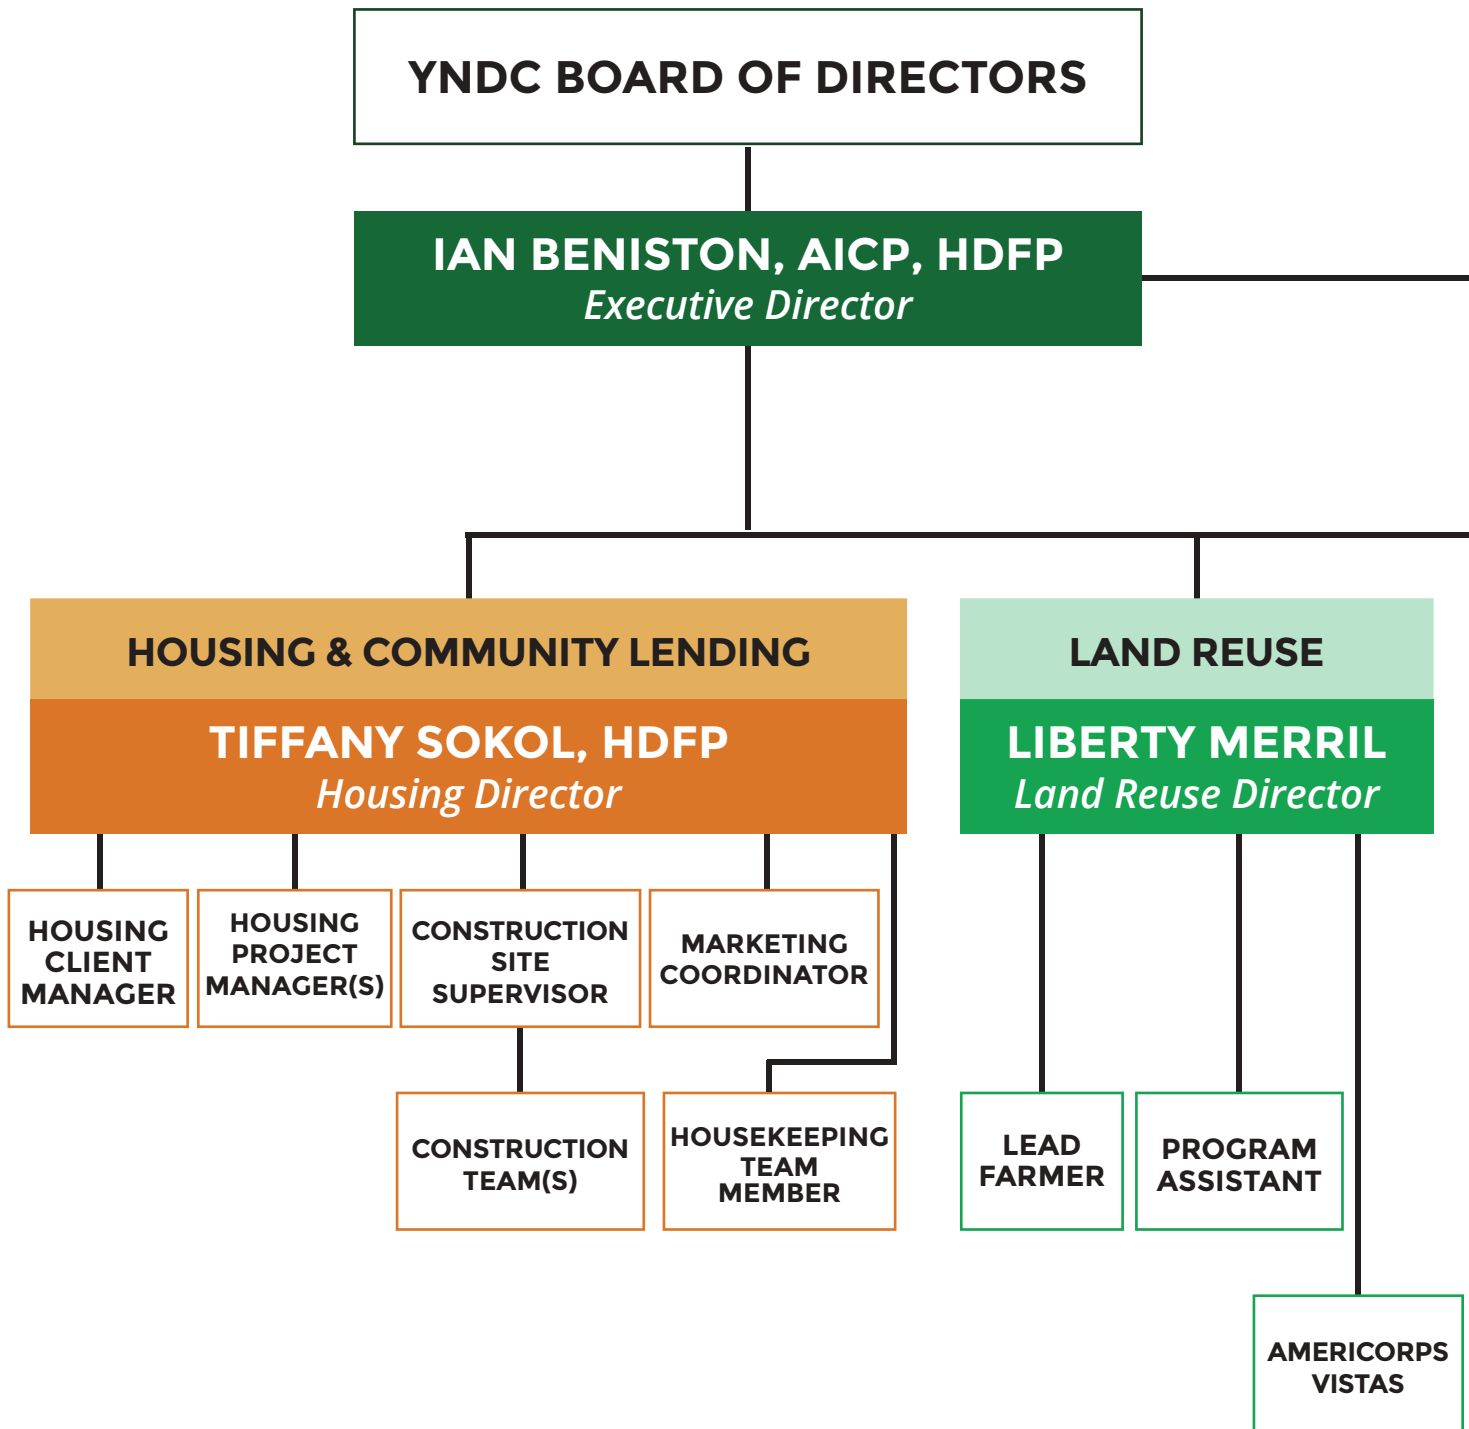 YNDC BOARD OF DIRECTORS
IAN BENISTON, AICP, HDFP
Executive Director
HOUSING & COMMUNITY LENDING
TIFFANY SOKOL, HDFP
Housing Director
LAND REUSE
LIBERTY MERRIL
Land Reuse Director
HOUSING
CLIENT
MANAGER
HOUSING
PROJECT
MANAGER(S)
CONSTRUCTION
SITE
SUPERVISOR
MARKETING
COORDINATOR
CONSTRUCTION
TEAM(S)
HOUSEKEEPING
TEAM
MEMBER
LEAD
FARMER
PROGRAM
ASSISTANT
AMERICORPS
VISTAS